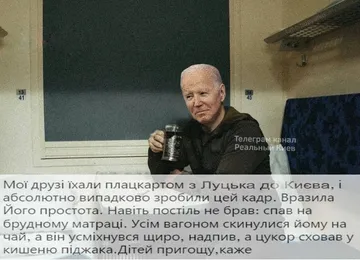 41
45
Телеграм канал
Реальный Киев
Мої друзі їхали плацкартом з Луцька до Києва, і
абсолютно випадково зробили цей кадр. Вразила
Його простота. Навіть постіль не брав: спав на
брудному матраці. Усім вагоном скинулися йому на
чай, а він усміхнувся щиро, надпив, а цукор сховав у
кишеню піджака.Дітей пригощу,каже